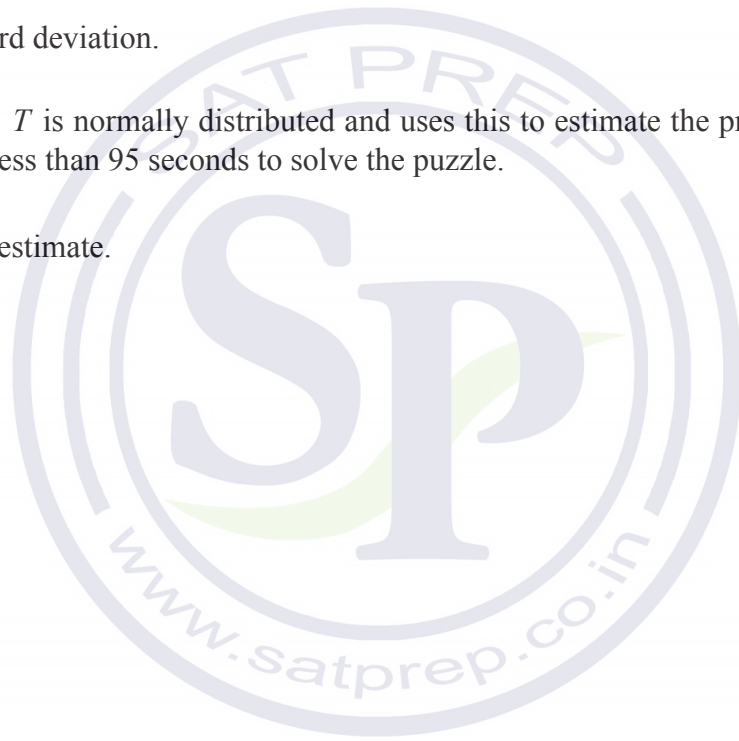 rd deviation.
T is normally distributed and uses this to estimate the pr
ess than 95 seconds to solve the puzzle.
estimate.
SAT PREP
SP
www.satprep.co.in